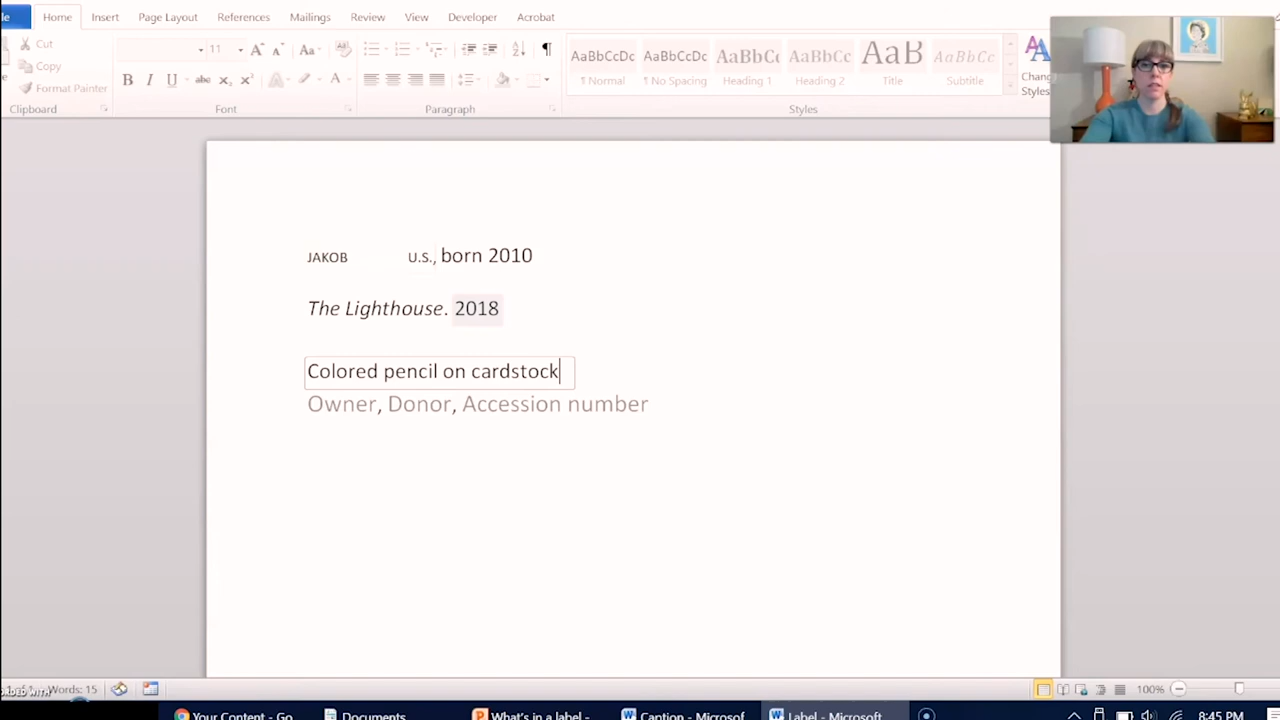 Home Insert Page Layout References Mailings Review View Developer Acrobat
Cut
Copy
Format Painter
Clipboard
11
Font
Paragraph
AaBbCcDc AaBbCcDc AaBbCc AaBbCc AaB AaBbCcDc
¶ Normal ¶ No Spacing Heading 1 Heading 2 Title Subtitle
Styles
Styles
JAKOB U.S., born 2010
The Lighthouse. 2018
Colored pencil on cardstock
Owner, Donor, Accession number
Words: 15
100%
Your Content - Go Documents What's in a label - Caption - Microsof Label - Microsoft 8:45 PM